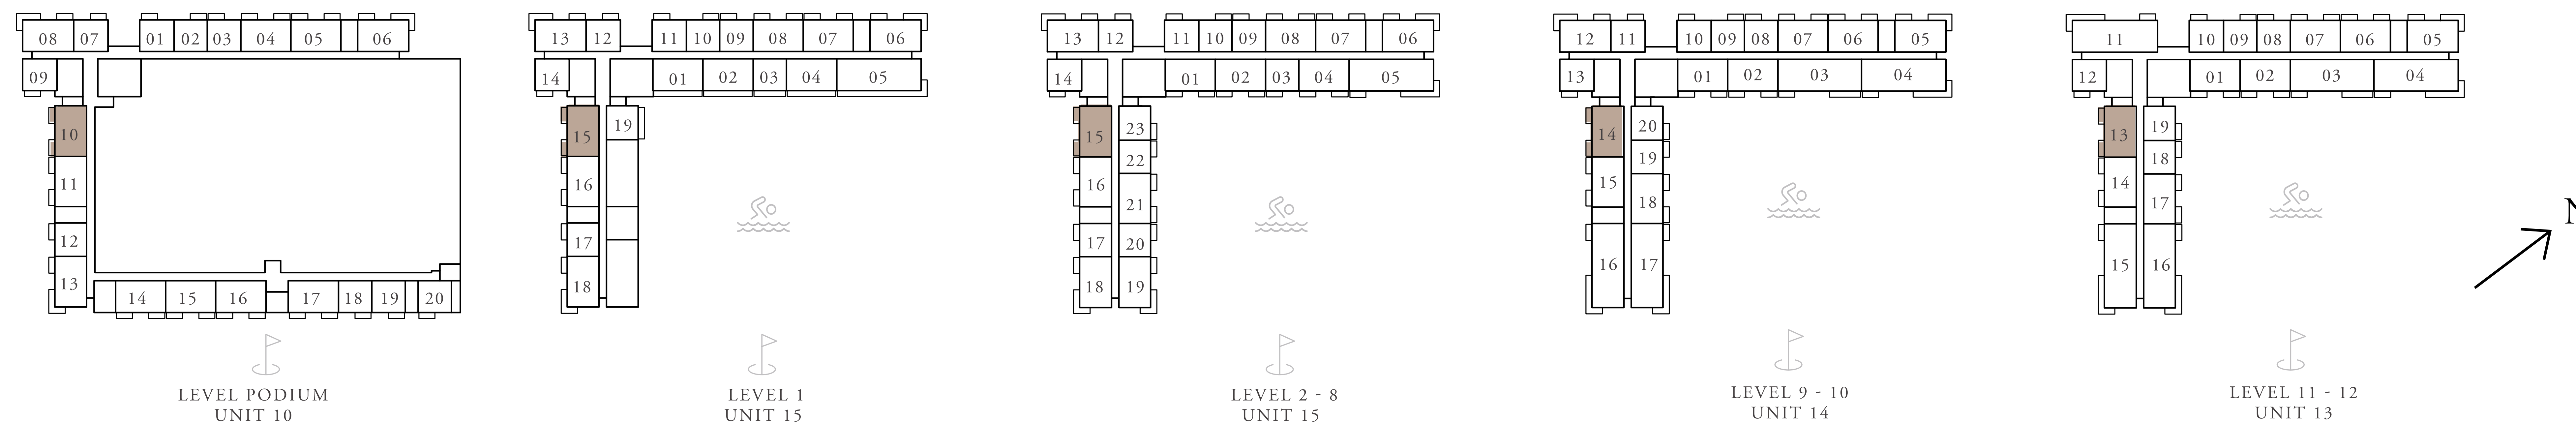 08 07 01 02 03 04 05 06
09
10
11
12
13
14 15 16 17 18 19 20
LEVEL PODIUM
UNIT 10
13 12 11 10 09 08 07 06
14 01 02 03 04 05
15 19
16
17
18
LEVEL 1
UNIT 15
13 12 11 10 09 08 07 06
14 01 02 03 04 05
15 23
22
16 21
17 20
18 19
LEVEL 2 - 8
UNIT 15
12 11 10 09 08 07 06 05
13 01 02 03 04
14 20
19
15 18
16 17
LEVEL 9 - 10
UNIT 14
11 10 09 08 07 06 05
12 01 02 03 04
13 19
18
14 17
15 16
LEVEL 11 - 12
UNIT 13